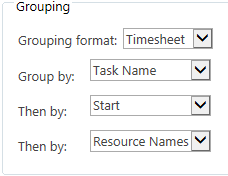 Grouping
Grouping format: Timesheet
Group by: Task Name
Then by: Start
Then by: Resource Names